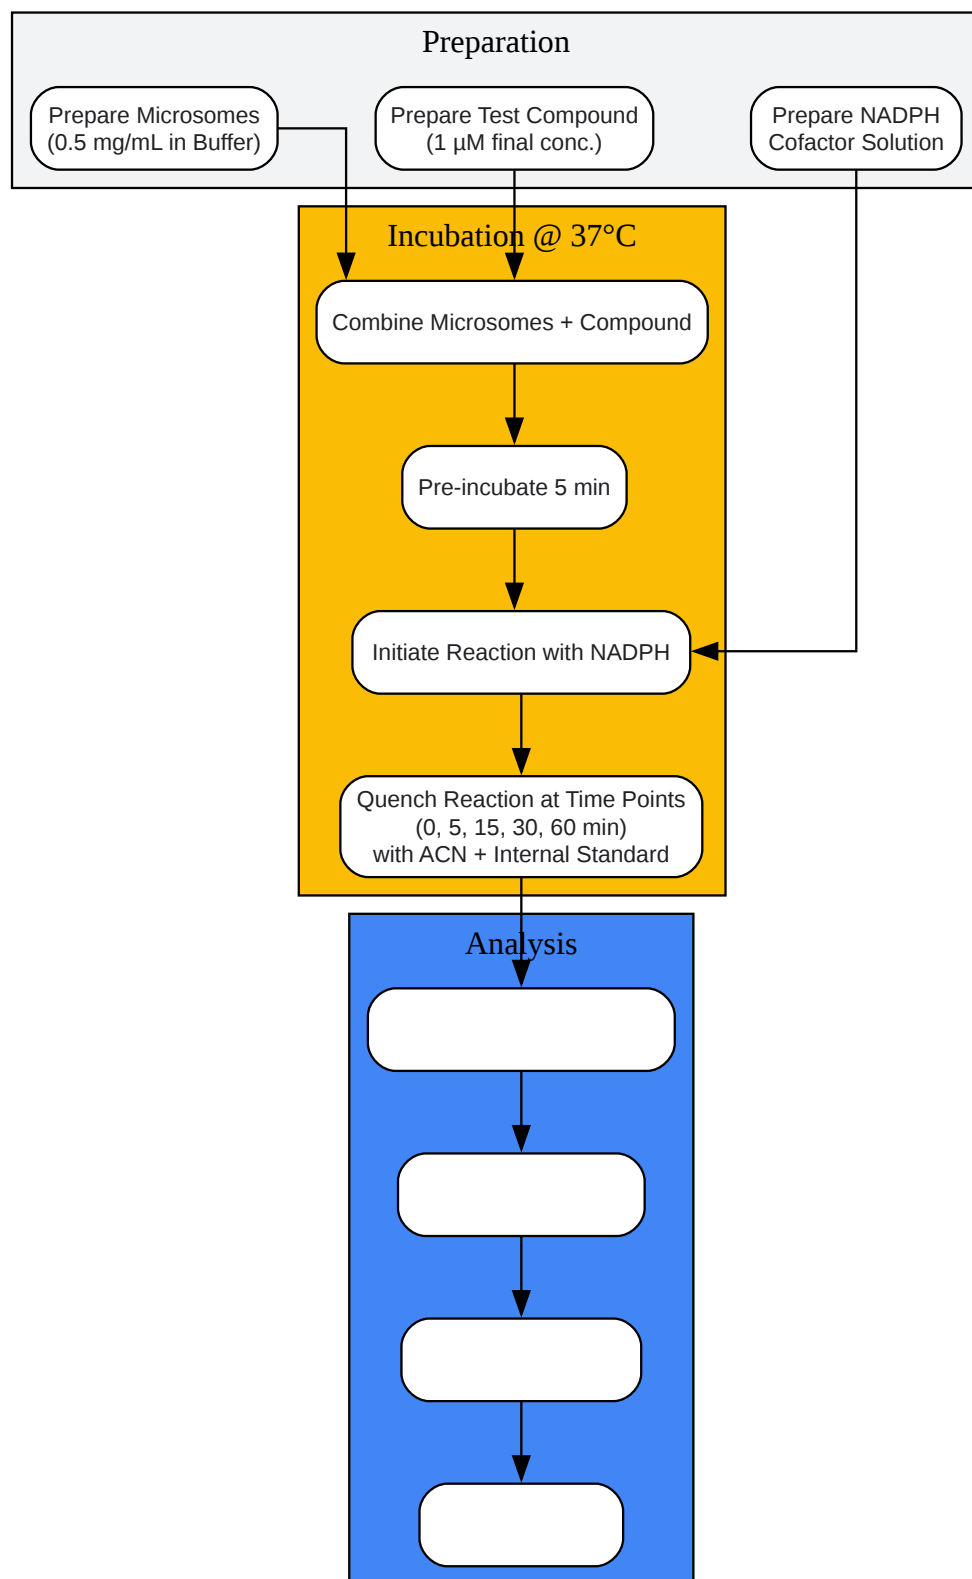 Preparation
Prepare Microsomes
(0.5 mg/mL in Buffer)
Prepare Test Compound
(1 µM final conc.)
Prepare NADPH
Cofactor Solution
Incubation @ 37°C
Combine Microsomes + Compound
Pre-incubate 5 min
Initiate Reaction with NADPH
Quench Reaction at Time Points
(0, 5, 15, 30, 60 min)
with ACN + Internal Standard
Analysis